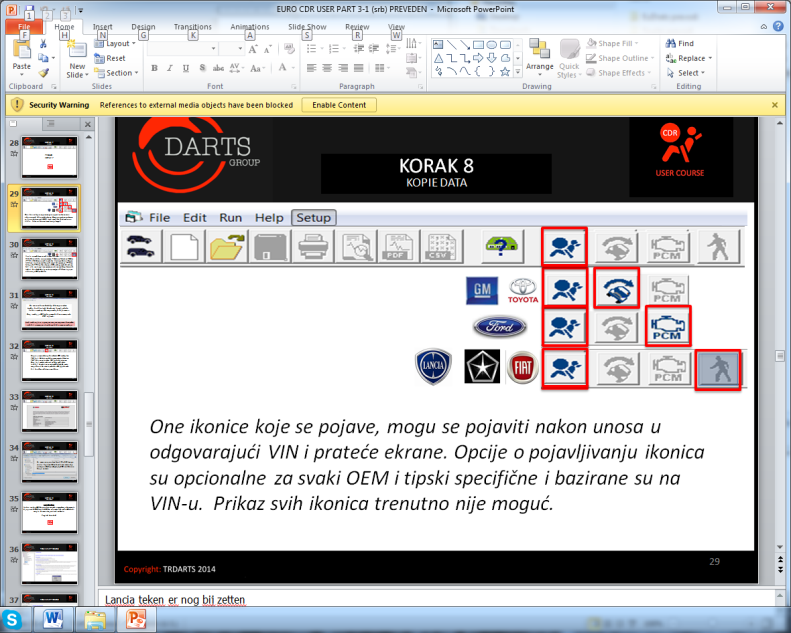 EURO CDR USER PART 3-1 (srb) PREVEDEN - Microsoft PowerPoint
1 2 3
File Home Insert Design Transitions Animations Slide Show Review View
F H N G K A S R W
Paste
New Slide
Layout
Reset
Section
B I U S abc AV Aa A
A A
Arrange
Quick Styles
Shape Fill
Shape Outline
Shape Effects
Find
Replace
Select
Clipboard Slides Font Paragraph Drawing Editing
Security Warning References to external media objects have been blocked Enable Content
28
29
30
31
32
33
34
35
36
37
DARTS
GROUP
KORAK 8
KOPIE DATA
CDR
USER COURSE
File Edit Run Help Setup
PDF CSV ? PCM
GM TOYOTA PCM
Ford PCM
LANCIA FIAT PCM
One ikonice koje se pojave, mogu se pojaviti nakon unosa u
odgovarajući VIN i prateće ekrane. Opcije o pojavljivanju ikonica
su opcionalne za svaki OEM i tipski specifične i bazirane su na
VIN-u. Prikaz svih ikonica trenutno nije moguć.
Copyright: TRDARTS 2014
29
Lancia teken er nog bij zetten